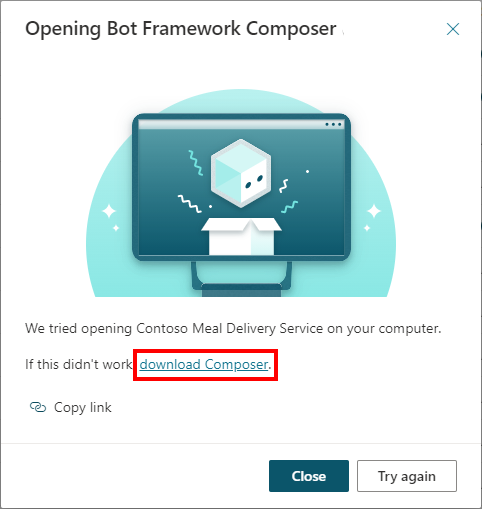 Opening Bot Framework Composer
We tried opening Contoso Meal Delivery Service on your computer.
If this didn't work download Composer.
Copy link
Close
Try again